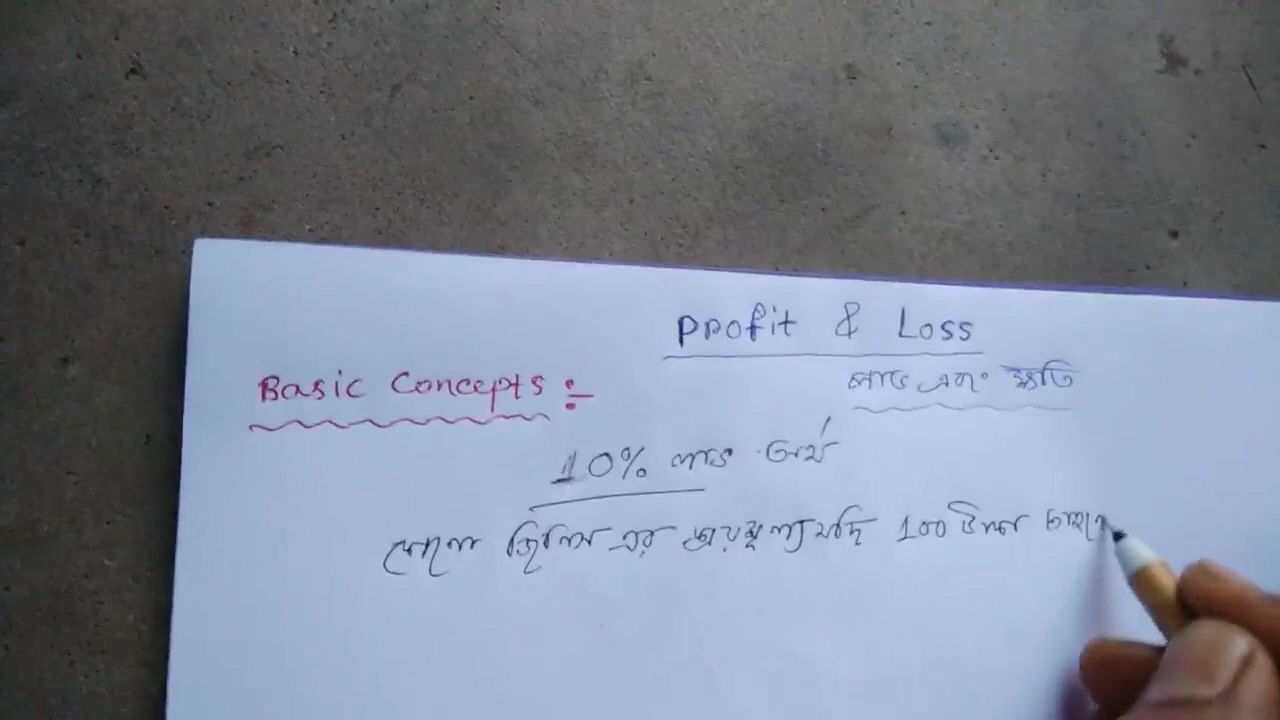 Profit & Loss
লাভ এবং ক্ষতি
Basic Concepts :-
10% লাভ অর্থ
কোনো জিনিস এর ক্রয়মূল্য যদি 100 টাকা